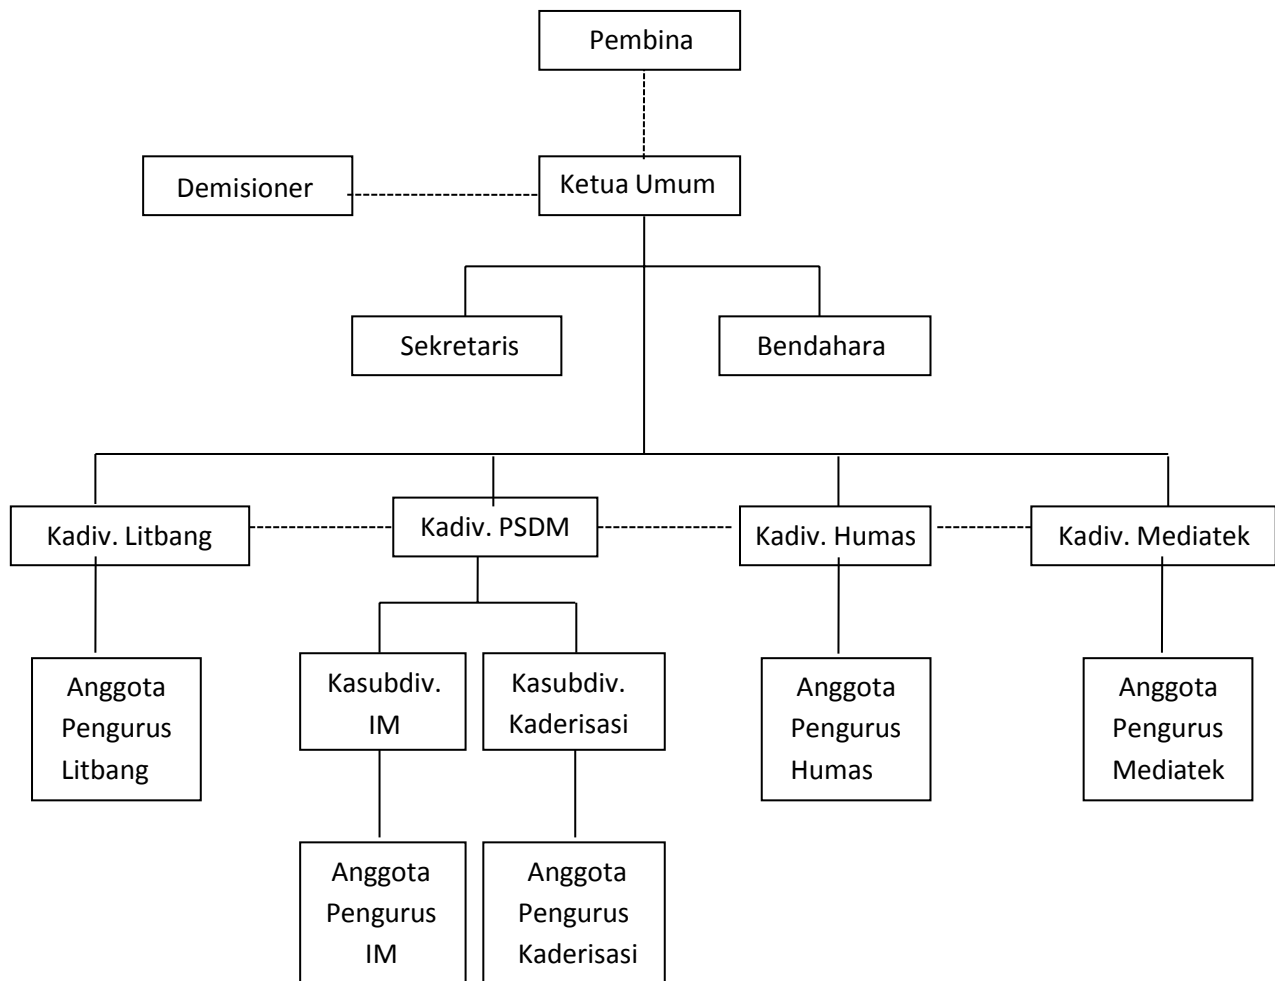 Pembina
Demisioner
Ketua Umum
Sekretaris
Bendahara
Kadiv. Litbang
Kadiv. PSDM
Kadiv. Humas
Kadiv. Mediatek
Anggota
Pengurus
Litbang
Kasubdiv.
IM
Kasubdiv.
Kaderisasi
Anggota
Pengurus
Humas
Anggota
Pengurus
Mediatek
Anggota
Pengurus
IM
Anggota
Pengurus
Kaderisasi